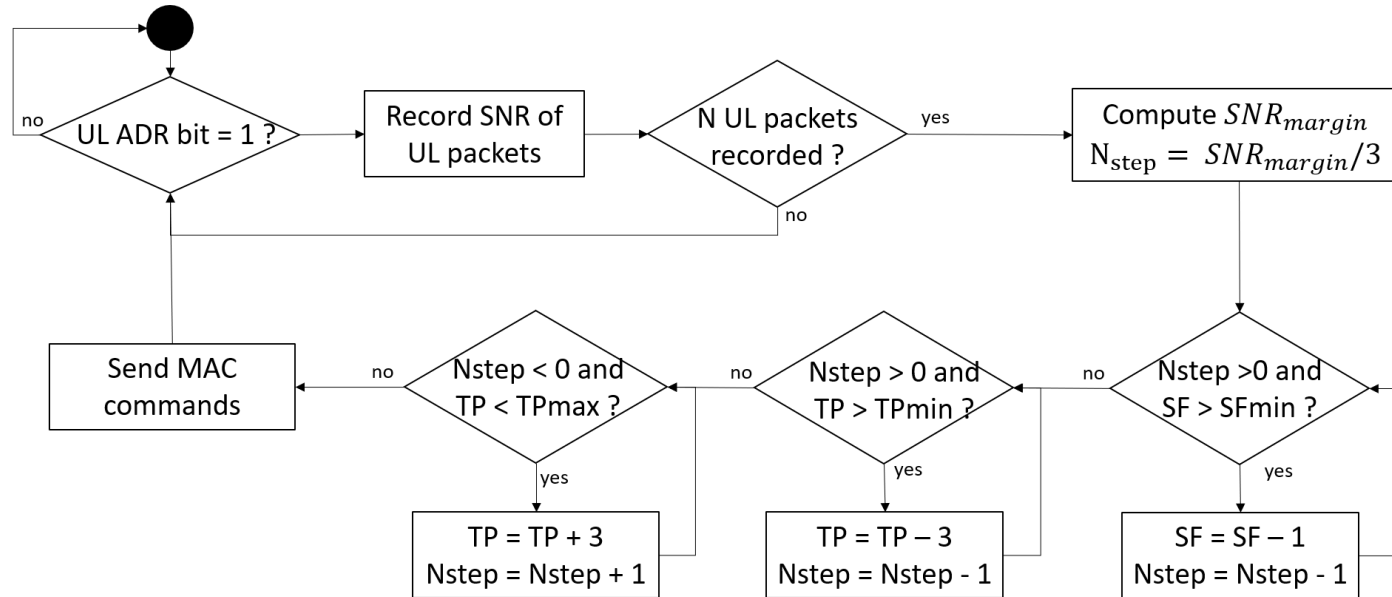 no
UL ADR bit = 1 ?
Record SNR of
UL packets
N UL packets
recorded ?
yes
no
Compute SNR_margin
N_step = SNR_margin/3
Nstep >0 and
SF > SFmin ?
no
yes
SF = SF – 1
Nstep = Nstep - 1
Nstep > 0 and
TP > TPmin ?
no
yes
TP = TP – 3
Nstep = Nstep - 1
Nstep < 0 and
TP < TPmax ?
no
yes
TP = TP + 3
Nstep = Nstep + 1
Send MAC
commands